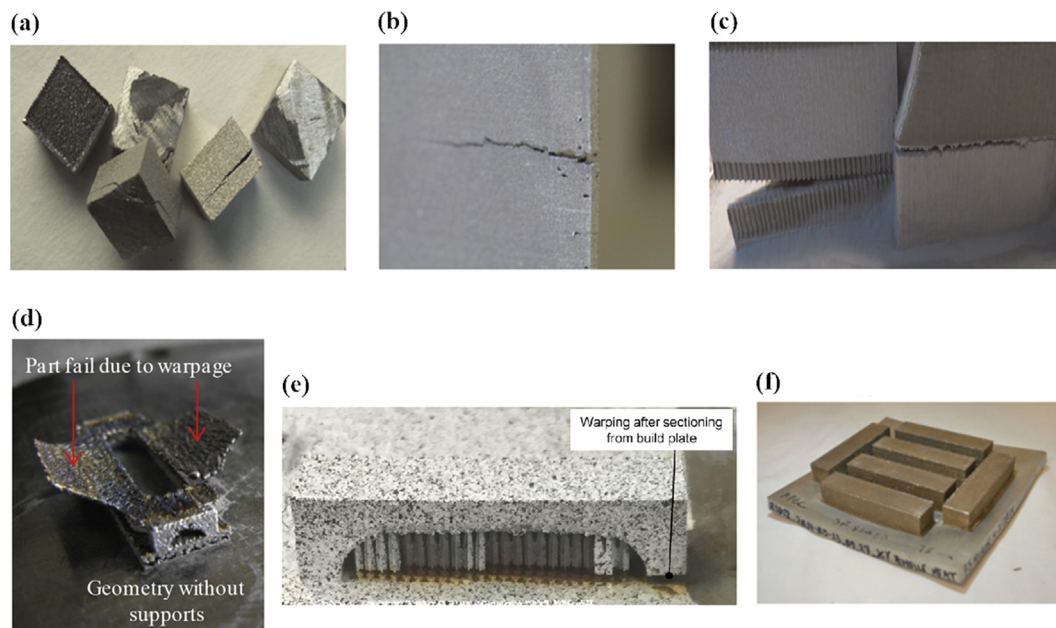 (a)
(b)
(c)
(d)
Part fail due to warpage
Geometry without
supports
(e)
Warping after sectioning
from build plate
(f)